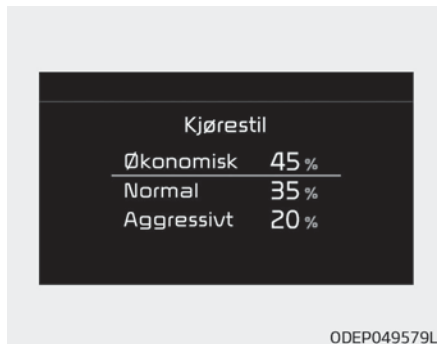 Kjørestil
Økonomisk 45 %
Normal 35 %
Aggressivt 20 %
ODEP049579L